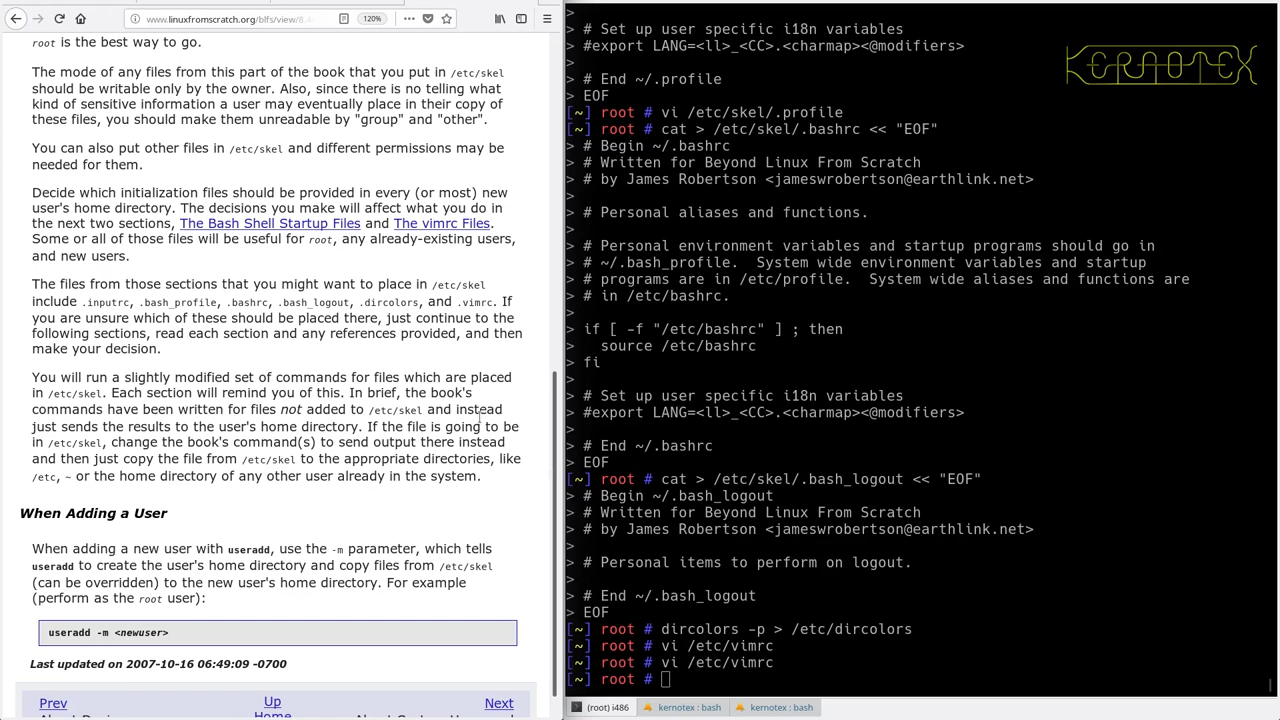 www.linuxfromscratch.org/blfs/view/8.4
120%
root is the best way to go.
The mode of any files from this part of the book that you put in /etc/skel
should be writable only by the owner. Also, since there is no telling what
kind of sensitive information a user may eventually place in their copy of
these files, you should make them unreadable by "group" and "other".
You can also put other files in /etc/skel and different permissions may be
needed for them.
Decide which initialization files should be provided in every (or most) new
user's home directory. The decisions you make will affect what you do in
the next two sections, The Bash Shell Startup Files and The vimrc Files.
Some or all of those files will be useful for root, any already-existing users,
and new users.
The files from those sections that you might want to place in /etc/skel
include .inputrc, .bash_profile, .bashrc, .bash_logout, .dircolors, and .vimrc. If
you are unsure which of these should be placed there, just continue to the
following sections, read each section and any references provided, and then
make your decision.
You will run a slightly modified set of commands for files which are placed
in /etc/skel. Each section will remind you of this. In brief, the book's
commands have been written for files not added to /etc/skel and instead
just sends the results to the user's home directory. If the file is going to be
in /etc/skel, change the book's command(s) to send output there instead
and then just copy the file from /etc/skel to the appropriate directories, like
/etc, ~ or the home directory of any other user already in the system.
When Adding a User
When adding a new user with useradd, use the -m parameter, which tells
useradd to create the user's home directory and copy files from /etc/skel
(can be overridden) to the new user's home directory. For example
(perform as the root user):
useradd -m <newuser>
Last updated on 2007-10-16 06:49:09 -0700
Prev
Up
Next
Home
>
> # Set up user specific i18n variables
> #export LANG=<ll>_<CC>.<charmap><@modifiers>
>
> # End ~/.profile
> EOF
[~] root # vi /etc/skel/.profile
[~] root # cat > /etc/skel/.bashrc << "EOF"
> # Begin ~/.bashrc
> # Written for Beyond Linux From Scratch
> # by James Robertson <jameswrobertson@earthlink.net>
>
> # Personal aliases and functions.
>
> # Personal environment variables and startup programs should go in
> # ~/.bash_profile.  System wide environment variables and startup
> # programs are in /etc/profile.  System wide aliases and functions are
> # in /etc/bashrc.
>
> if [ -f "/etc/bashrc" ] ; then
>   source /etc/bashrc
> fi
>
> # Set up user specific i18n variables
> #export LANG=<ll>_<CC>.<charmap><@modifiers>
>
> # End ~/.bashrc
> EOF
[~] root # cat > /etc/skel/.bash_logout << "EOF"
> # Begin ~/.bash_logout
> # Written for Beyond Linux From Scratch
> # by James Robertson <jameswrobertson@earthlink.net>
>
> # Personal items to perform on logout.
>
> # End ~/.bash_logout
> EOF
[~] root # dircolors -p > /etc/dircolors
[~] root # vi /etc/vimrc
[~] root # vi /etc/vimrc
[~] root #
KERNOTEX
(root) i486
kernotex : bash
kernotex : bash